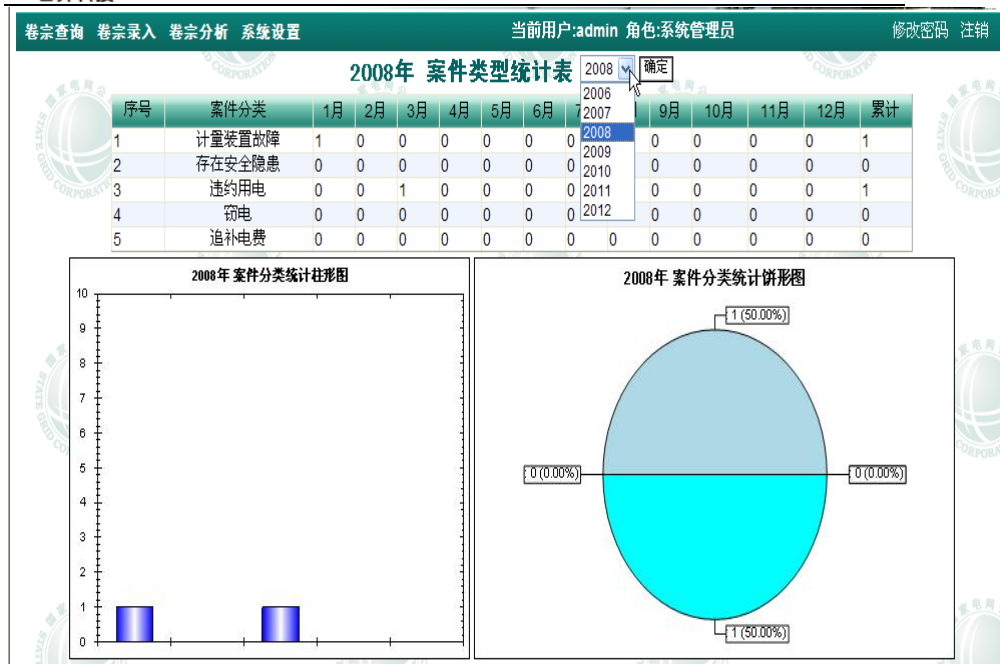 卷宗查询 卷宗录入 卷宗分析 系统设置 当前用户:admin 角色:系统管理员 修改密码 注销
2008年 案件类型统计表 2008 确定
2006
2007
2008
2009
2010
2011
2012
序号 案件分类 1月 2月 3月 4月 5月 6月 9月 10月 11月 12月 累计
1 计量装置故障 1 0 0 0 0 0 0 0 0 0 0 1
2 存在安全隐患 0 0 0 0 0 0 0 0 0 0 0 0
3 违约用电 0 0 1 0 0 0 0 0 0 0 0 1
4 窃电 0 0 0 0 0 0 0 0 0 0 0 0
5 追补电费 0 0 0 0 0 0 0 0 0 0 0 0 0
2008年 案件分类统计柱形图
10
9
8
7
6
5
4
3
2
1
0
2008年 案件分类统计饼形图
: 1 (50.00%)
: 0 (0.00%)
: 0 (0.00%)
: 1 (50.00%)
STATE GRID CORPORATION